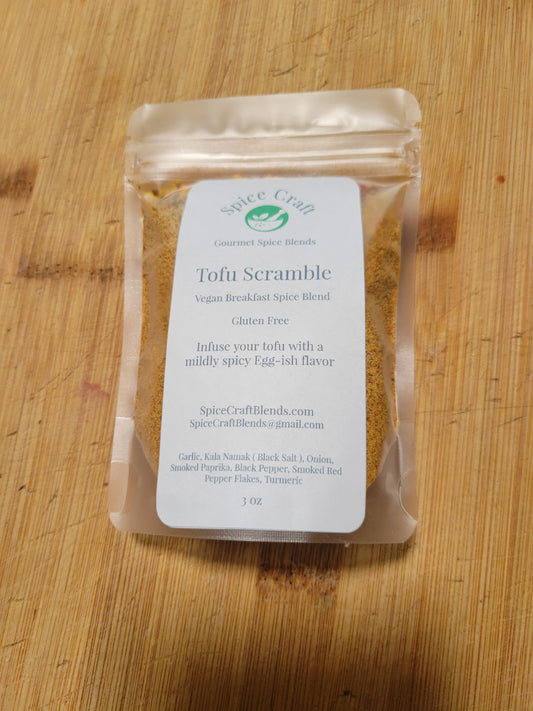 Spice Craft
Gourmet Spice Blends
Tofu Scramble
Vegan Breakfast Spice Blend
Gluten Free
Infuse your tofu with a
mildly spicy Egg-ish flavor
SpiceCraftBlends.com
SpiceCraftBlends@gmail.com
Garlic, Kala Namak ( Black Salt ), Onion,
Smoked Paprika, Black Pepper, Smoked Red
Pepper Flakes, Turmeric
3 oz